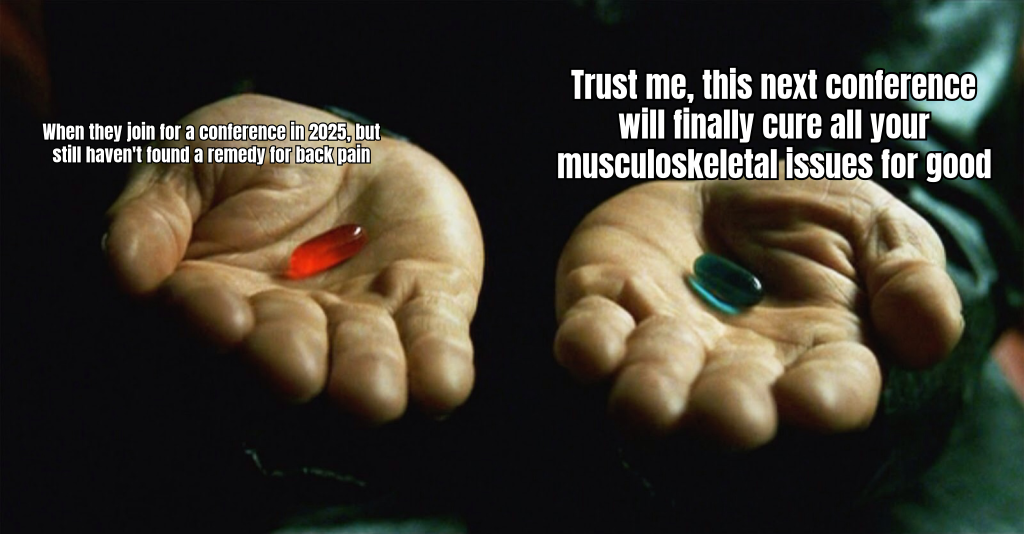 When they join for a conference in 2025, but
still haven't found a remedy for back pain
Trust me, this next conference
will finally cure all your
musculoskeletal issues for good